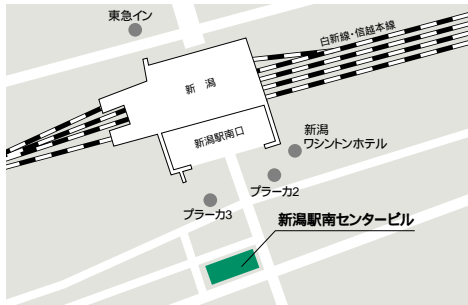 東急イン
白新線・信越本線
新　潟
新潟駅南口
新潟
ワシントンホテル
プラーカ2
プラーカ3
新潟駅南センタービル